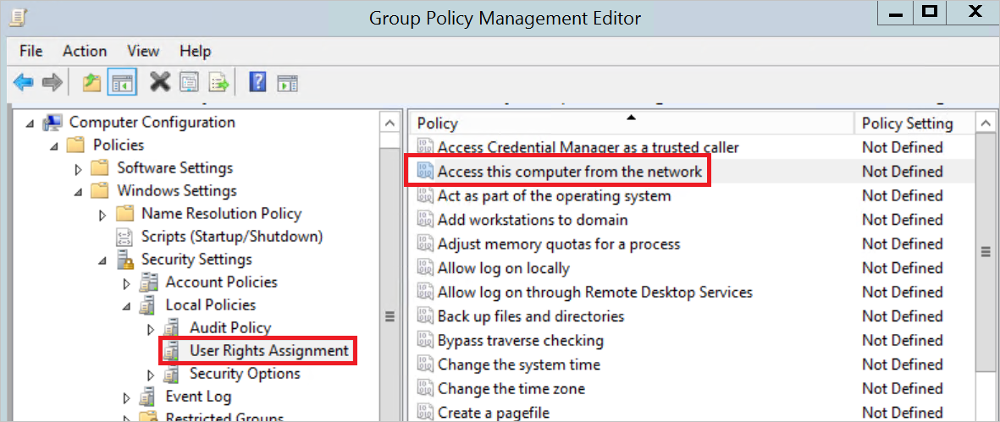 Group Policy Management Editor
File Action View Help
Computer Configuration
Policies
Software Settings
Windows Settings
Name Resolution Policy
Scripts (Startup/Shutdown)
Security Settings
Account Policies
Local Policies
Audit Policy
User Rights Assignment
Security Options
Event Log
Restricted Groups
Policy Policy Setting
Access Credential Manager as a trusted caller Not Defined
Access this computer from the network Not Defined
Act as part of the operating system Not Defined
Add workstations to domain Not Defined
Adjust memory quotas for a process Not Defined
Allow log on locally Not Defined
Allow log on through Remote Desktop Services Not Defined
Back up files and directories Not Defined
Bypass traverse checking Not Defined
Change the system time Not Defined
Change the time zone Not Defined
Create a pagefile Not Defined